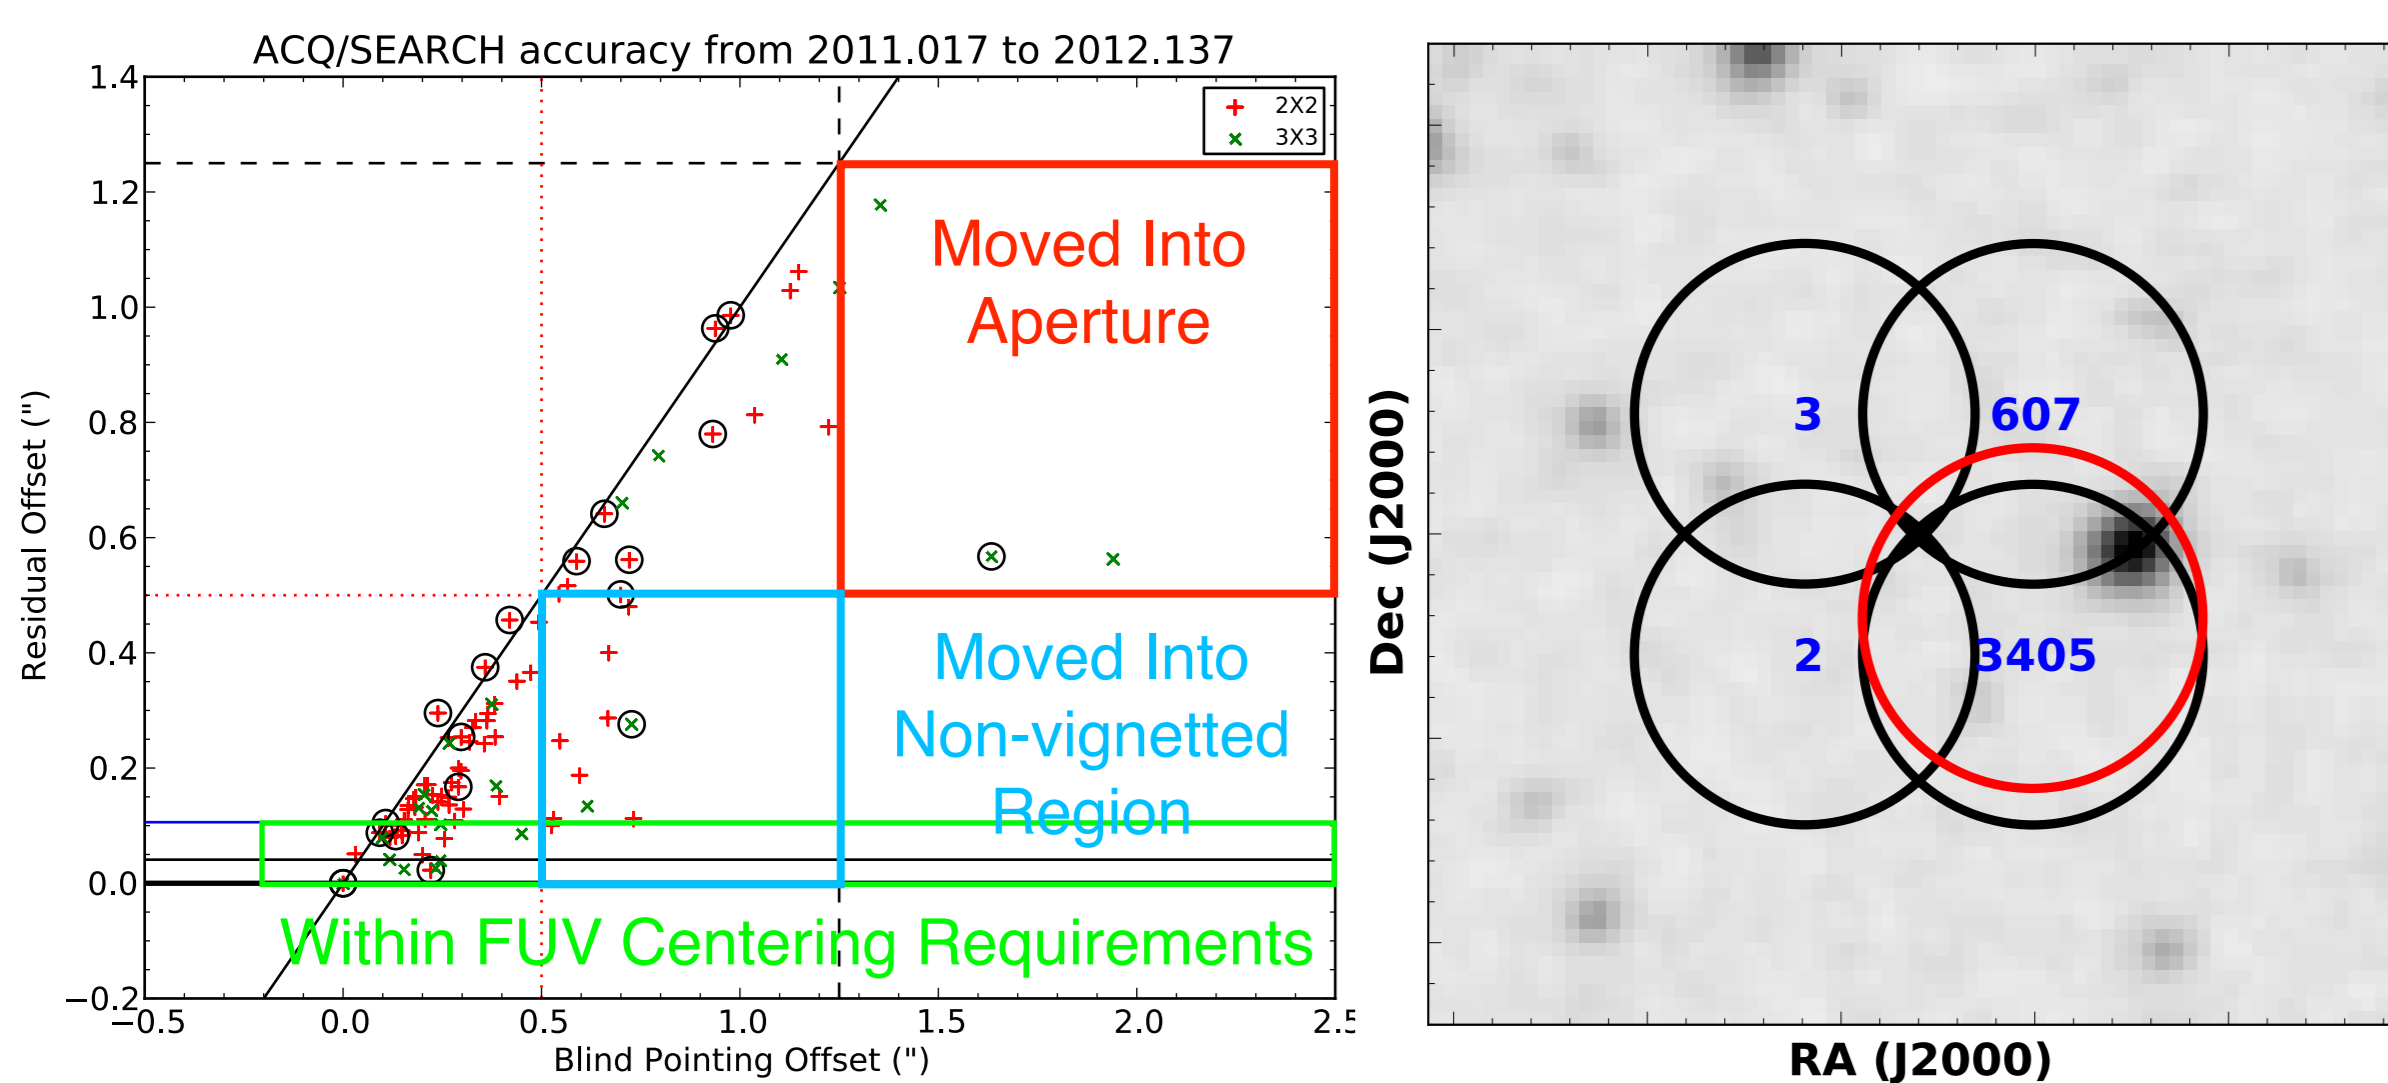 ACQ/SEARCH accuracy from 2011.017 to 2012.137
1.4
1.2
1.0
0.8
0.6
0.4
0.2
0.0
−0.2
Residual Offset (")
2X2
3X3
Moved Into
Aperture
Moved Into
Non-vignetted
Region
Within FUV Centering Requirements
−0.5 0.0 0.5 1.0 1.5 2.0 2.5
Blind Pointing Offset (")
Dec (J2000)
3 607
2 3405
RA (J2000)